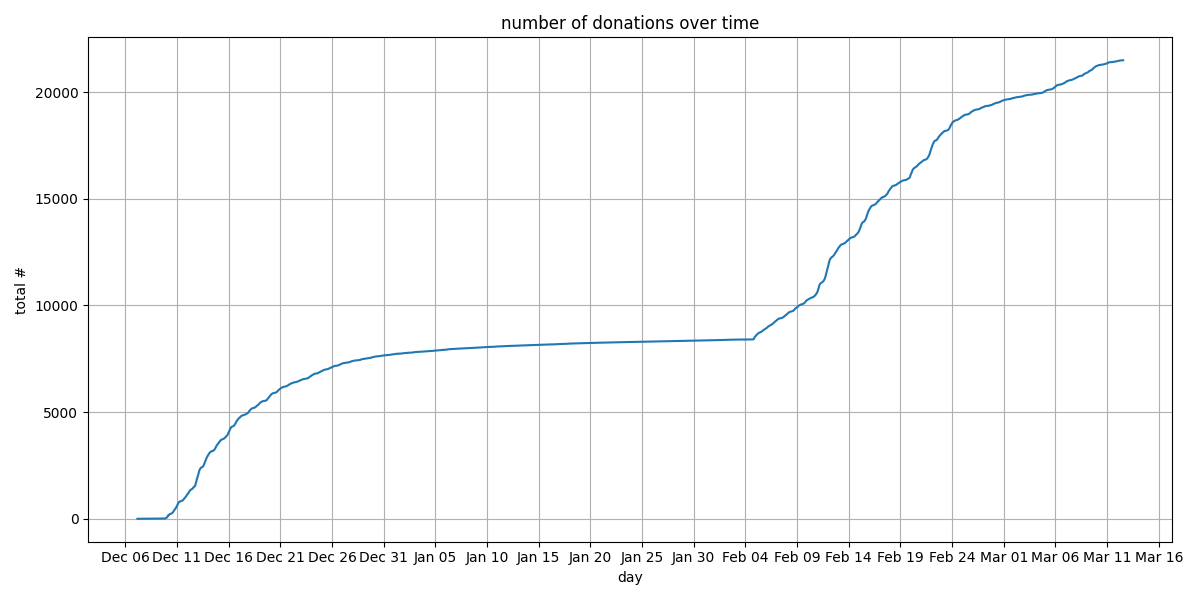 number of donations over time
total #
20000
15000
10000
5000
0
Dec 06 Dec 11 Dec 16 Dec 21 Dec 26 Dec 31 Jan 05 Jan 10 Jan 15 Jan 20 Jan 25 Jan 30 Feb 04 Feb 09 Feb 14 Feb 19 Feb 24 Mar 01 Mar 06 Mar 11 Mar 16
day